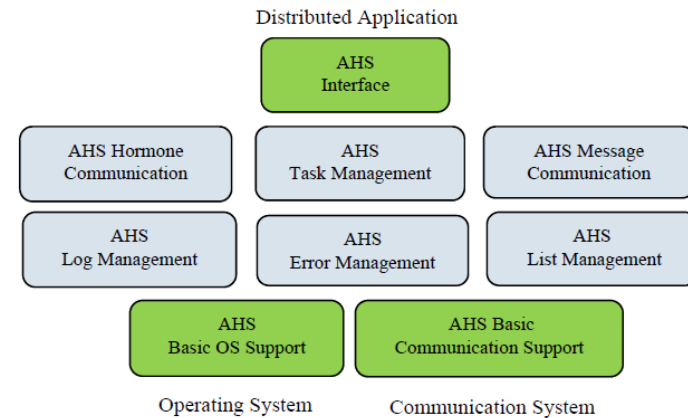 Distributed Application
AHS
Interface
AHS Hormone
Communication
AHS
Task Management
AHS Message
Communication
AHS
Log Management
AHS
Error Management
AHS
List Management
AHS
Basic OS Support
AHS Basic
Communication Support
Operating System
Communication System